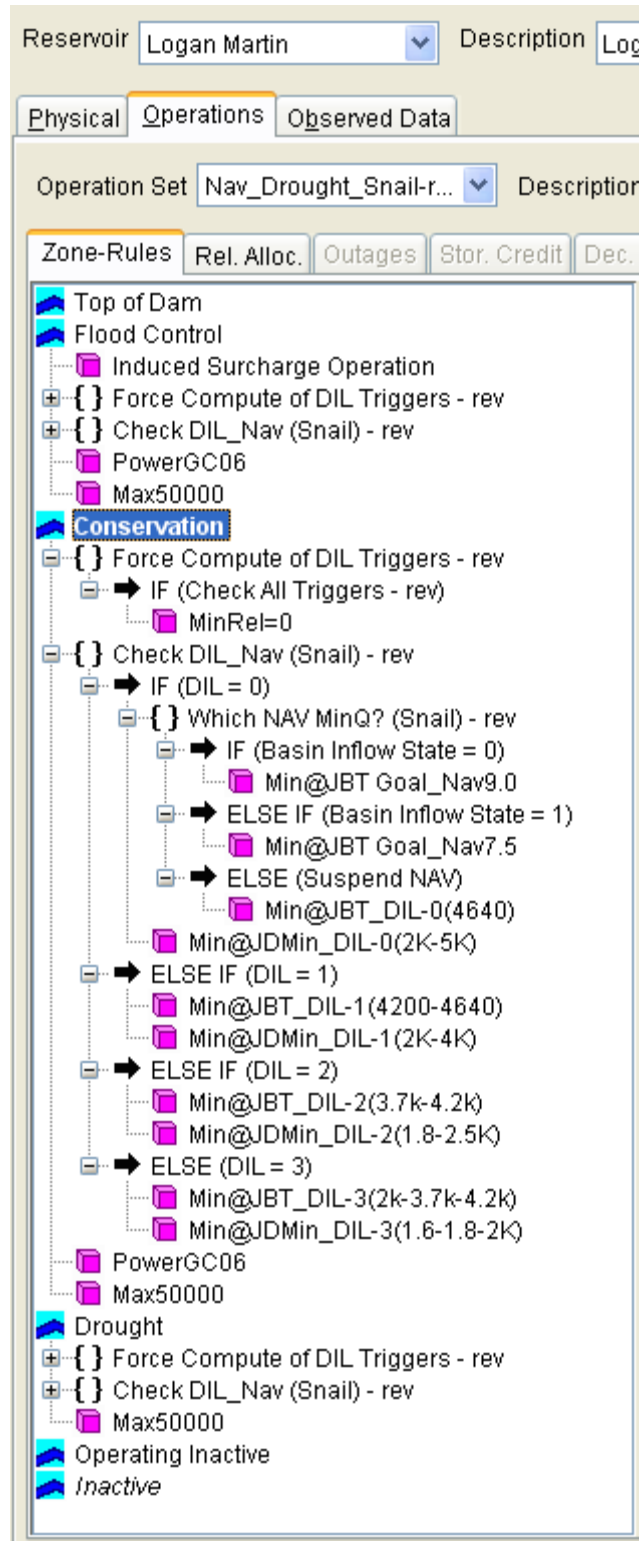 Reservoir Logan Martin Description Log
Physical Operations Observed Data
Operation Set Nav_Drought_Snail-r... Description
Zone-Rules Rel. Alloc. Outages Stor. Credit Dec.
Top of Dam
Flood Control
Induced Surcharge Operation
{ } Force Compute of DIL Triggers - rev
{ } Check DIL_Nav (Snail) - rev
PowerGC06
Max50000
Conservation
{ } Force Compute of DIL Triggers - rev
IF (Check All Triggers - rev)
MinRel=0
{ } Check DIL_Nav (Snail) - rev
IF (DIL = 0)
{ } Which NAV MinQ? (Snail) - rev
IF (Basin Inflow State = 0)
Min@JBT Goal_Nav9.0
ELSE IF (Basin Inflow State = 1)
Min@JBT Goal_Nav7.5
ELSE (Suspend NAV)
Min@JBT_DIL-0(4640)
Min@JDMin_DIL-0(2K-5K)
ELSE IF (DIL = 1)
Min@JBT_DIL-1(4200-4640)
Min@JDMin_DIL-1(2K-4K)
ELSE IF (DIL = 2)
Min@JBT_DIL-2(3.7k-4.2k)
Min@JDMin_DIL-2(1.8-2.5K)
ELSE (DIL = 3)
Min@JBT_DIL-3(2k-3.7k-4.2k)
Min@JDMin_DIL-3(1.6-1.8-2K)
PowerGC06
Max50000
Drought
{ } Force Compute of DIL Triggers - rev
{ } Check DIL_Nav (Snail) - rev
Max50000
Operating Inactive
Inactive